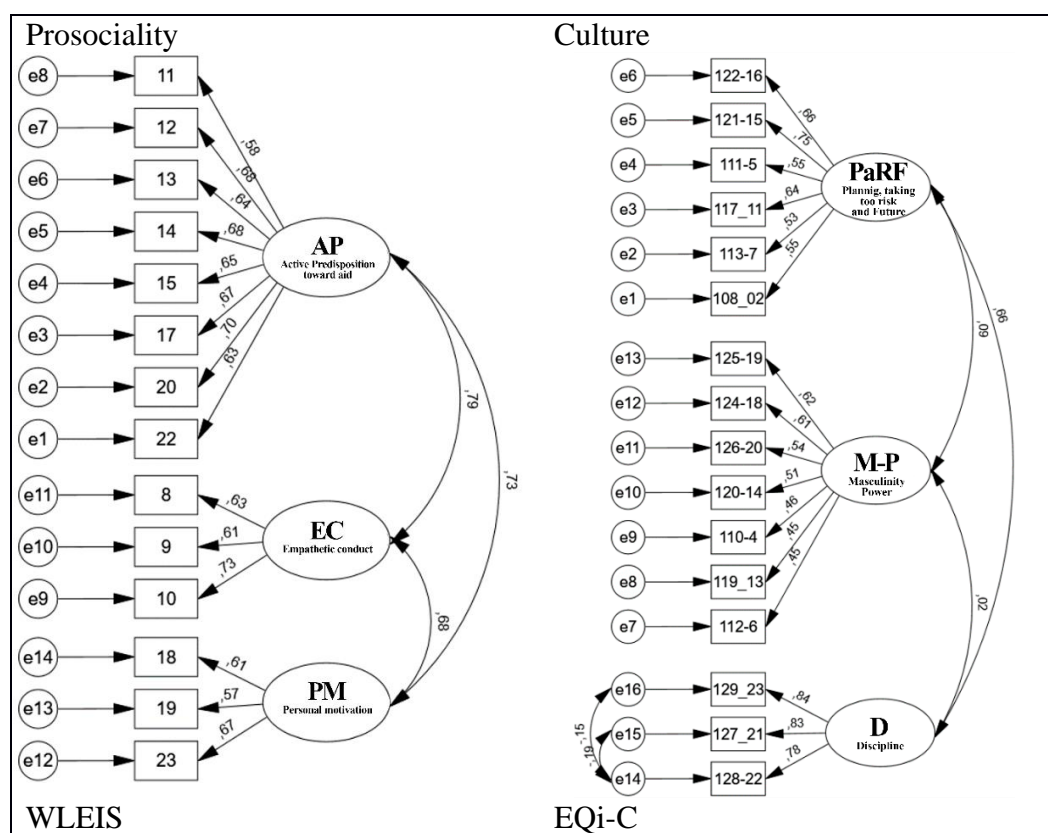 Prosociality
e8 11
e7 12
e6 13
e5 14
e4 15
e3 17
e2 20
e1 22
,58
,68
,64
,68
,65
,67
,70
,63
AP
Active Predisposition
toward aid
e11 8
e10 9
e9 10
,63
,61
,73
EC
Empathetic conduct
e14 18
e13 19
e12 23
,61
,57
,67
PM
Personal motivation
,79
,73
,68
WLEIS
Culture
e6 122-16
e5 121-15
e4 111-5
e3 117_11
e2 113-7
e1 108_02
,66
,75
,55
,64
,53
,55
PaRF
Plannig, taking
too risk
and Future
e13 125-19
e12 124-18
e11 126-20
e10 120-14
e9 110-4
e8 119_13
e7 112-6
,62
,61
,54
,51
,46
,45
,45
M-P
Masculinity
Power
e16 129_23
e15 127_21
e14 128-22
,84
,83
,78
D
Discipline
,09
,66
,02
-,15
-,19
EQi-C